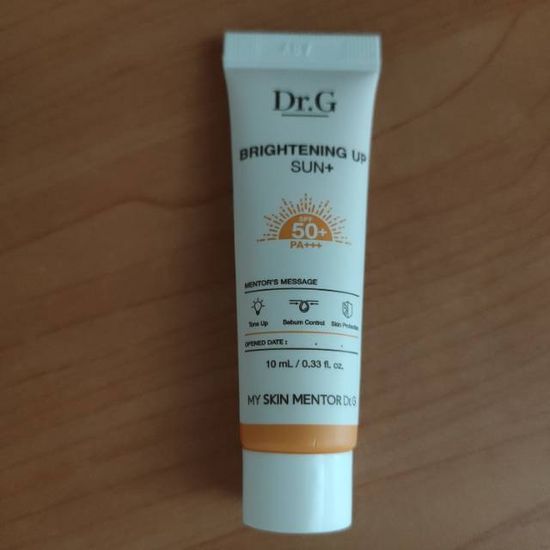 Dr.G
BRIGHTENING UP
SUN+
SPF
50+
PA+++
MENTOR'S MESSAGE
Tone Up Sebum Control Skin Protection
OPENED DATE : . .
10 mL / 0.33 fl. oz.
MY SKIN MENTOR Dr.G